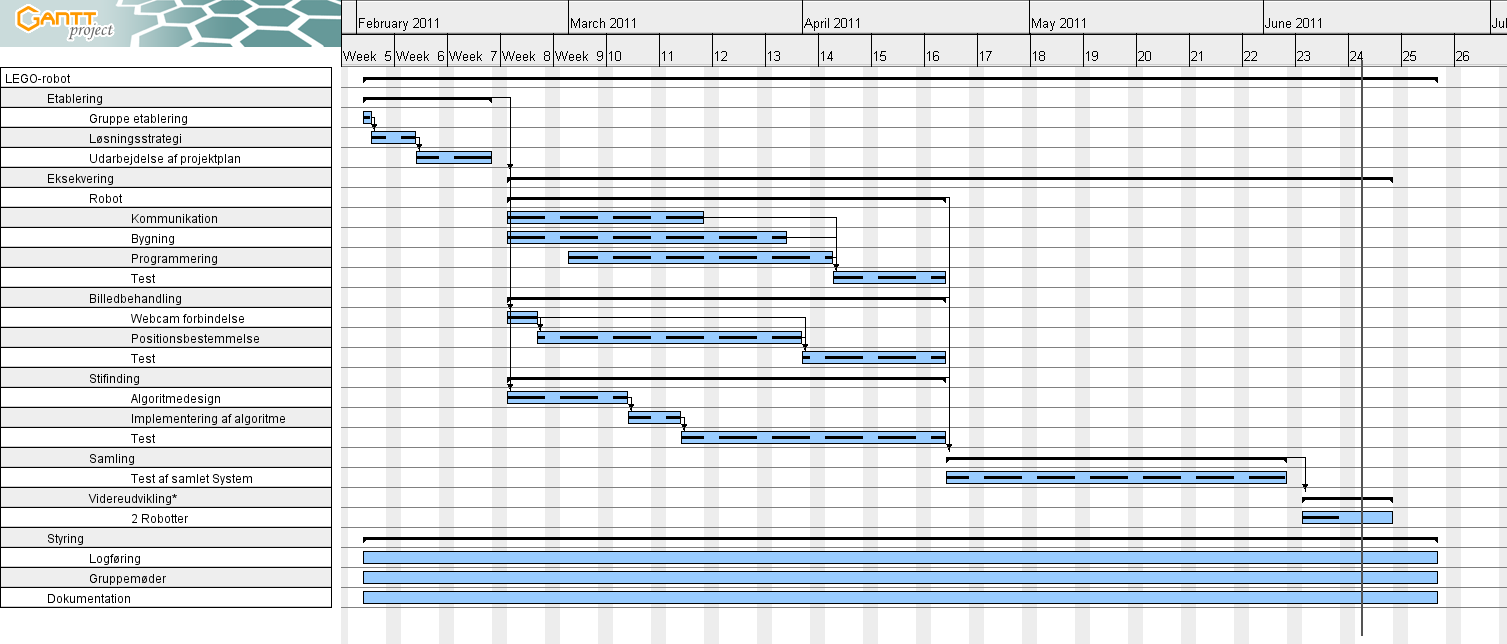 GANTT
project
February 2011 March 2011 April 2011 May 2011 June 2011 Jul
Week 5 Week 6 Week 7 Week 8 Week 9 10 11 12 13 14 15 16 17 18 19 20 21 22 23 24 25 26
LEGO-robot
Etablering
Gruppe etablering
Løsningsstrategi
Udarbejdelse af projektplan
Eksekvering
Robot
Kommunikation
Bygning
Programmering
Test
Billedbehandling
Webcam forbindelse
Positionsbestemmelse
Test
Stifinding
Algoritmedesign
Implementering af algoritme
Test
Samling
Test af samlet System
Videreudvikling*
2 Robotter
Styring
Logføring
Gruppemøder
Dokumentation